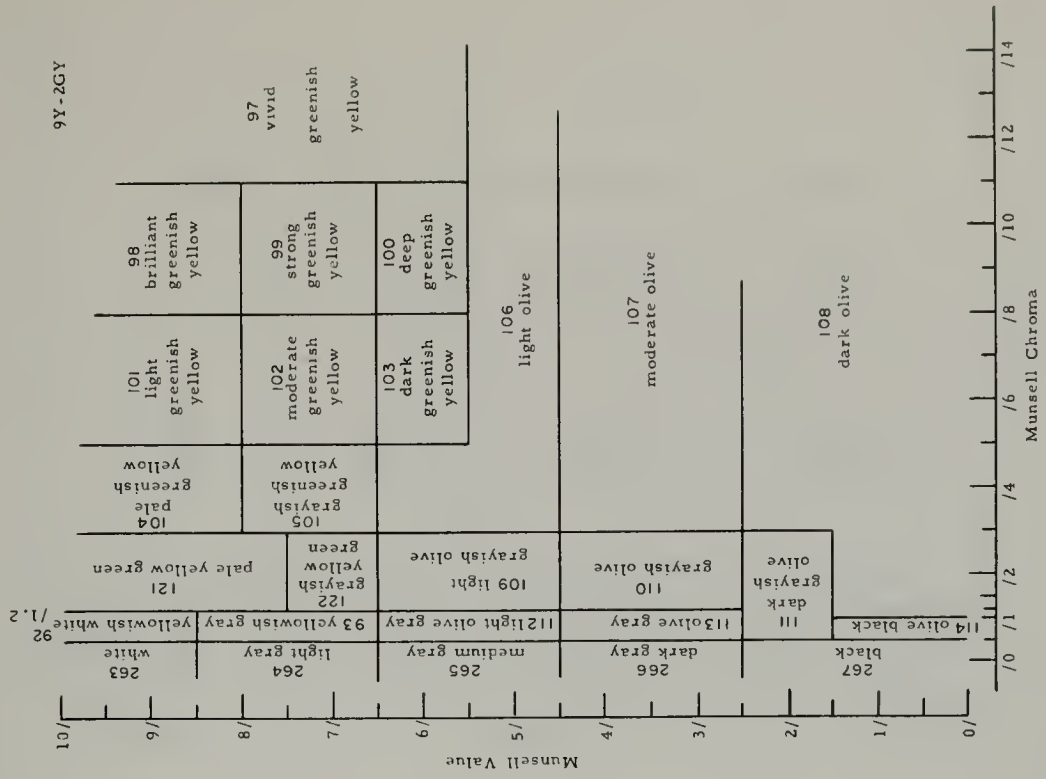 9Y-2GY
97
vivid
greenish
yellow
98
brilliant
greenish
yellow
99
strong
greenish
yellow
100
deep
greenish
yellow
101
light
greenish
yellow
102
moderate
greenish
yellow
103
dark
greenish
yellow
104
pale
greenish
yellow
105
grayish
greenish
yellow
106
light olive
107
moderate olive
108
dark olive
121
pale yellow green
122
grayish
yellow
green
109 light
grayish olive
110
grayish olive
111
dark
grayish
olive
92
yellowish white
/1.2
93 yellowish gray
112 light olive gray
113 olive gray
114 olive black
263
white
264
light gray
265
medium gray
266
dark gray
267
black
10/
9/
8/
7/
6/
5/
4/
3/
2/
1/
0/
Munsell Value
/0
/1
/2
/4
/6
/8
/10
/12
/14
Munsell Chroma